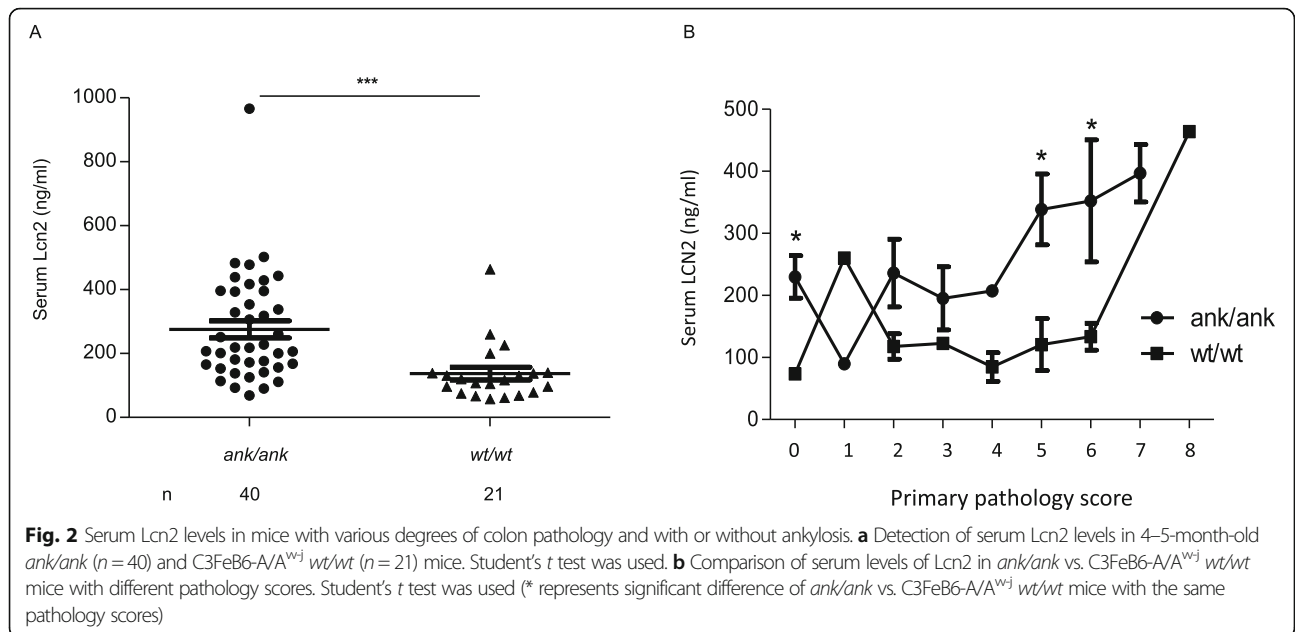 A
B
***
1000
800
600
400
200
0
Serum Lcn2 (ng/ml)
ank/ank
wt/wt
n
40
21
*
*
*
500
400
300
200
100
0
Serum LCN2 (ng/ml)
ank/ank
wt/wt
0 1 2 3 4 5 6 7 8
Primary pathology score
Fig. 2 Serum Lcn2 levels in mice with various degrees of colon pathology and with or without ankylosis. a Detection of serum Lcn2 levels in 4–5-month-old
ank/ank (n = 40) and C3FeB6-A/A^w-j wt/wt (n = 21) mice. Student's t test was used. b Comparison of serum levels of Lcn2 in ank/ank vs. C3FeB6-A/A^w-j wt/wt
mice with different pathology scores. Student's t test was used (* represents significant difference of ank/ank vs. C3FeB6-A/A^w-j wt/wt mice with the same
pathology scores)